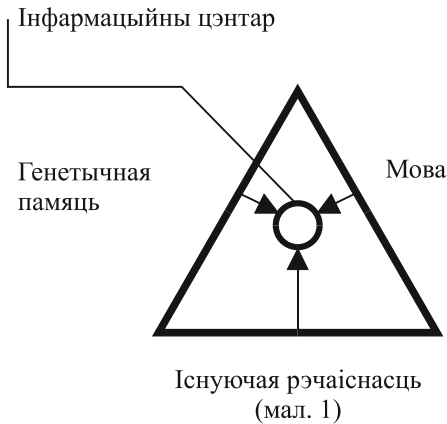 Інфармацыйны цэнтар
Генетычная
памяць
Мова
Існуючая рэчаіснасць
(мал. 1)